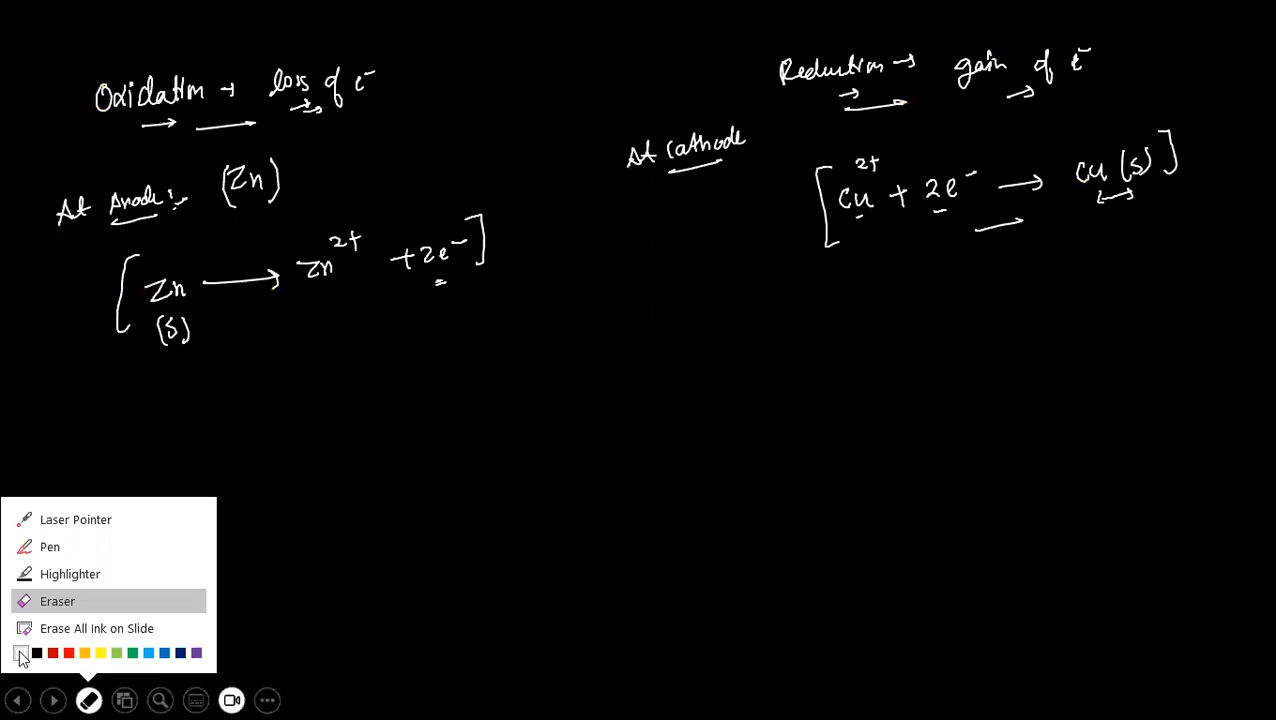 Oxidation → loss of e⁻
At Anode :- (Zn)
[Zn (s) ⟶ Zn²⁺ + 2e⁻]
Reduction → gain of e⁻
At Cathode
[Cu²⁺ + 2e⁻ ⟶ Cu (s)]
Laser Pointer
Pen
Highlighter
Eraser
Erase All Ink on Slide